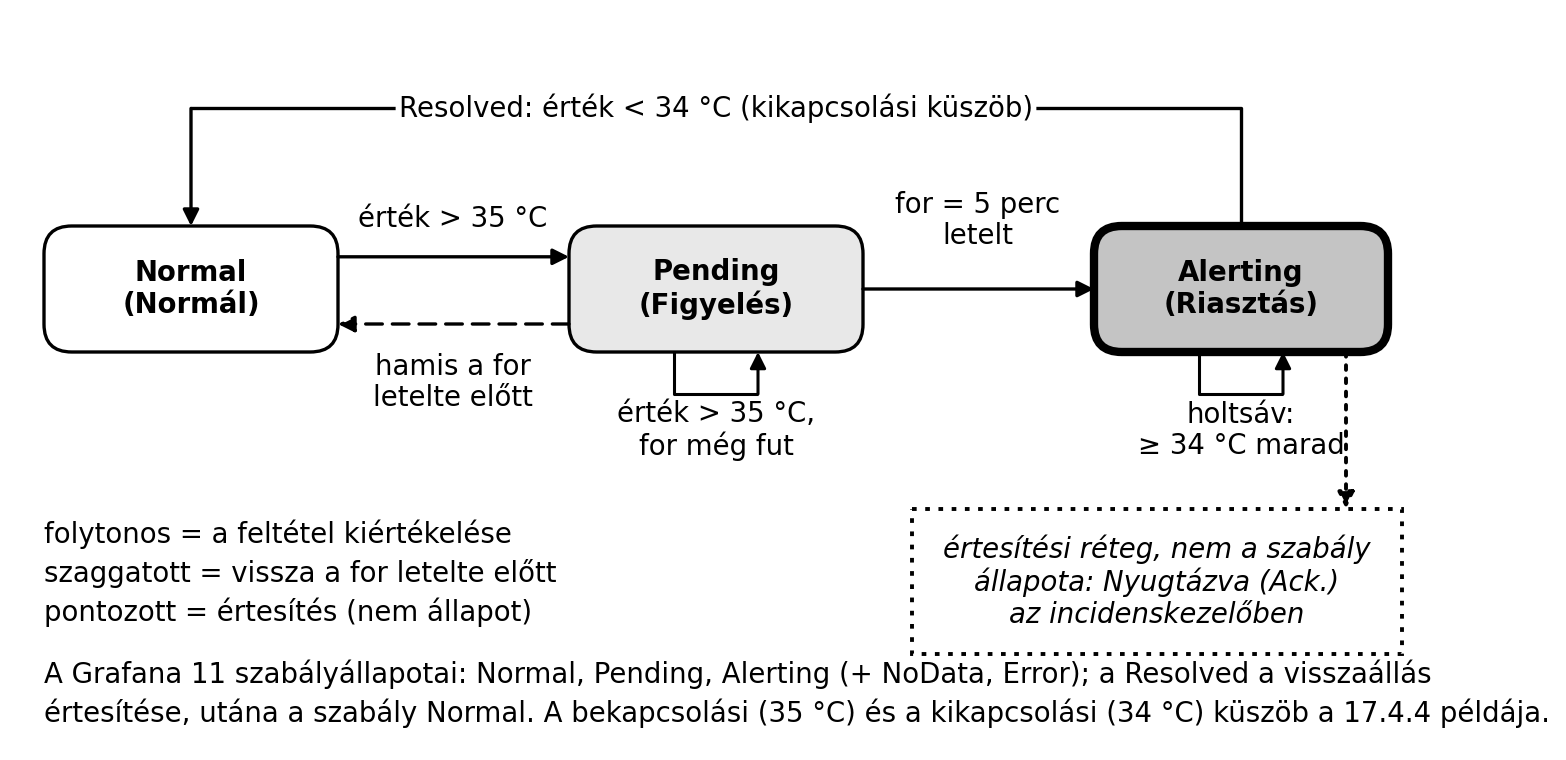 Resolved: érték < 34 °C (kikapcsolási küszöb)
érték > 35 °C
for = 5 perc
letelt
Normal
(Normál)
Pending
(Figyelés)
Alerting
(Riasztás)
hamis a for
letelte előtt
érték > 35 °C,
for még fut
holtsáv:
≥ 34 °C marad
folytonos = a feltétel kiértékelése
szaggatott = vissza a for letelte előtt
pontozott = értesítés (nem állapot)
értesítési réteg, nem a szabály
állapota: Nyugtázva (Ack.)
az incidenskezelőben
A Grafana 11 szabályállapotai: Normal, Pending, Alerting (+ NoData, Error); a Resolved a visszaállás
értesítése, utána a szabály Normal. A bekapcsolási (35 °C) és a kikapcsolási (34 °C) küszöb a 17.4.4 példája.